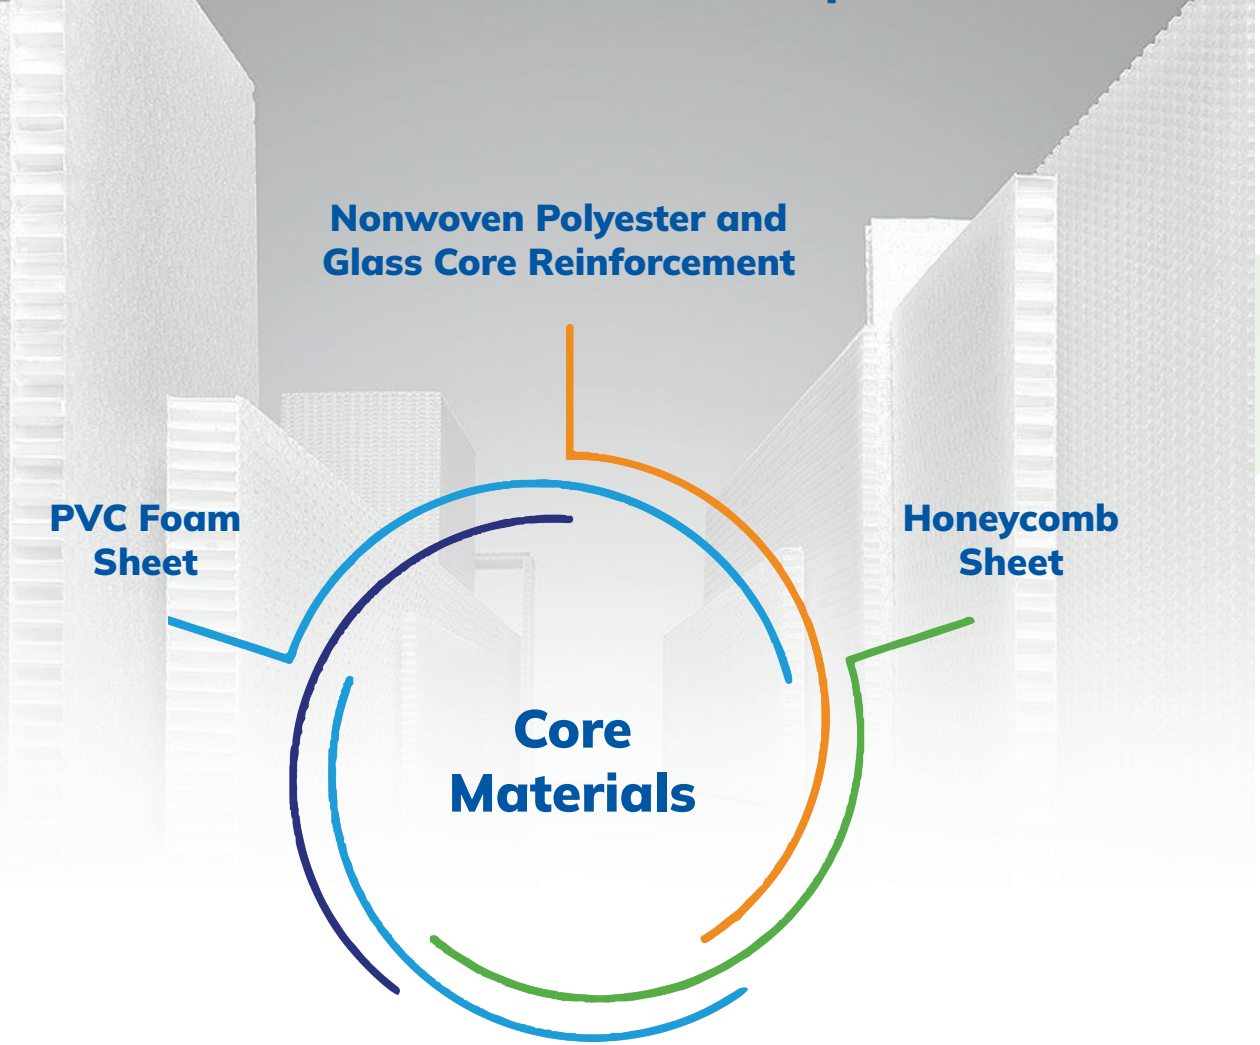 Nonwoven Polyester and
Glass Core Reinforcement
PVC Foam
Sheet
Honeycomb
Sheet
Core
Materials